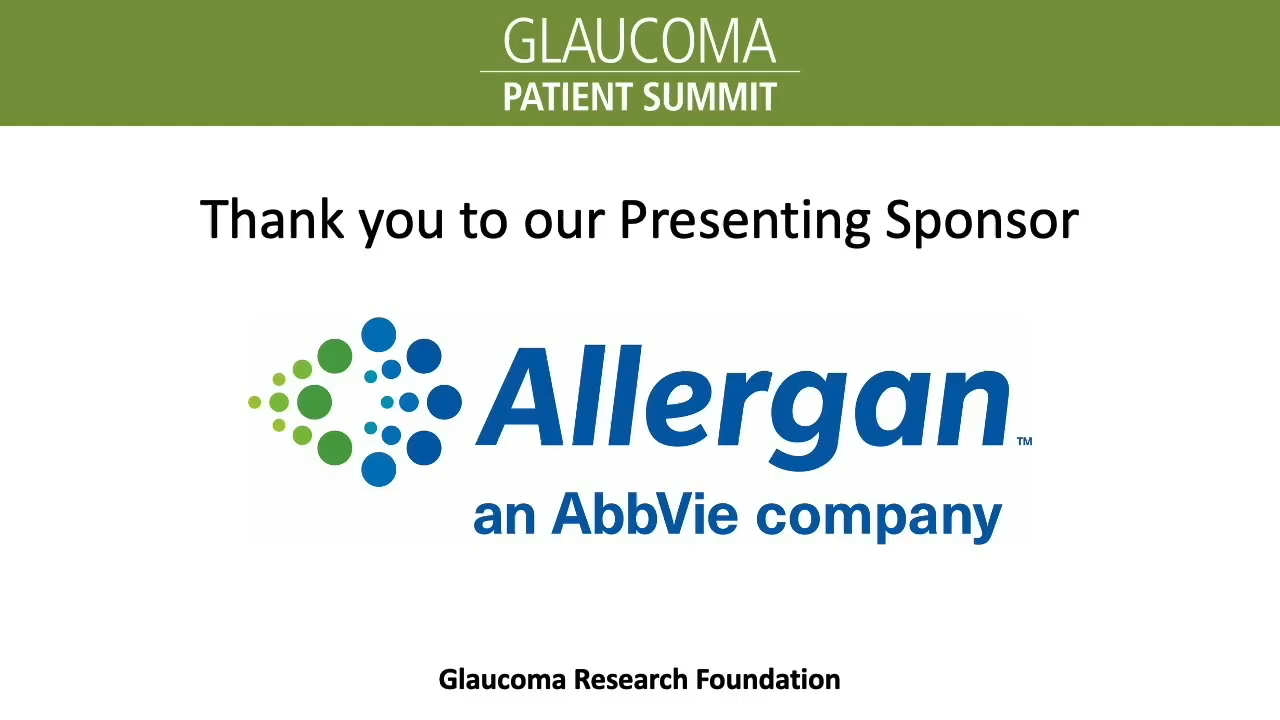 GLAUCOMA
PATIENT SUMMIT
Thank you to our Presenting Sponsor
Allergan™
an AbbVie company
Glaucoma Research Foundation